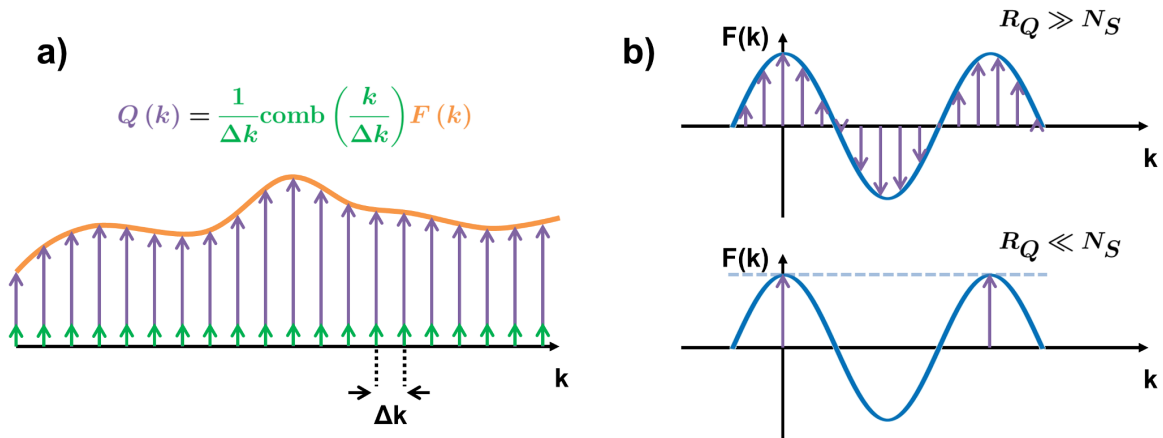 a)
Q (k) = 1/Δk comb (k/Δk) F (k)
k
Δk
b)
F(k)
R_Q ≫ N_S
k
F(k)
R_Q ≪ N_S
k